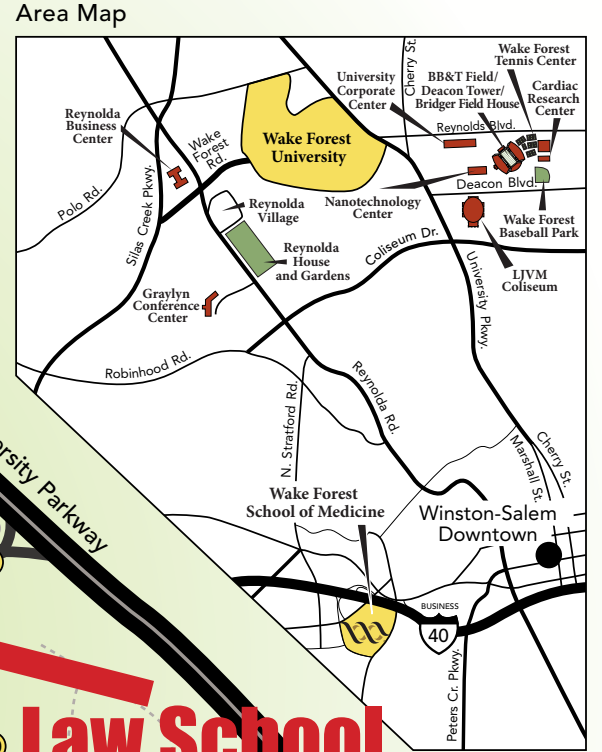 Area Map
Cherry St.
Wake Forest
Tennis Center
University
Corporate
Center
BB&T Field/
Deacon Tower/
Bridger Field House
Cardiac
Research
Center
Reynolda
Business
Center
Wake
Forest
Rd.
Wake Forest
University
Reynolds Blvd.
Polo Rd.
Silas Creek Pkwy.
Reynolda
Village
Nanotechnology
Center
Deacon Blvd.
Wake Forest
Baseball Park
Reynolda
House
and Gardens
Coliseum Dr.
University Pkwy.
LJVM
Coliseum
Graylyn
Conference
Center
Robinhood Rd.
N. Stratford Rd.
Reynolda Rd.
Marshall St.
Cherry St.
Wake Forest
School of Medicine
Winston-Salem
Downtown
BUSINESS
40
Peters Cr. Pkwy.
ersity Parkway
Law School